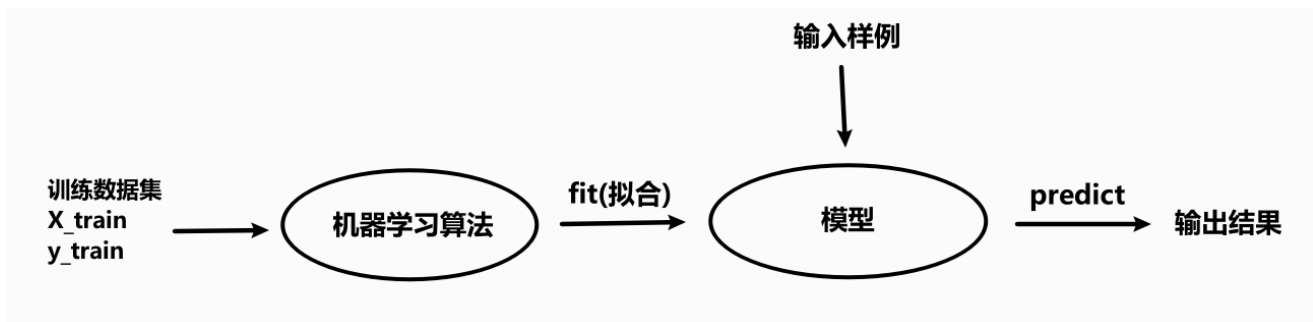 输入样例
训练数据集
X_train
y_train
机器学习算法
fit(拟合)
模型
predict
输出结果